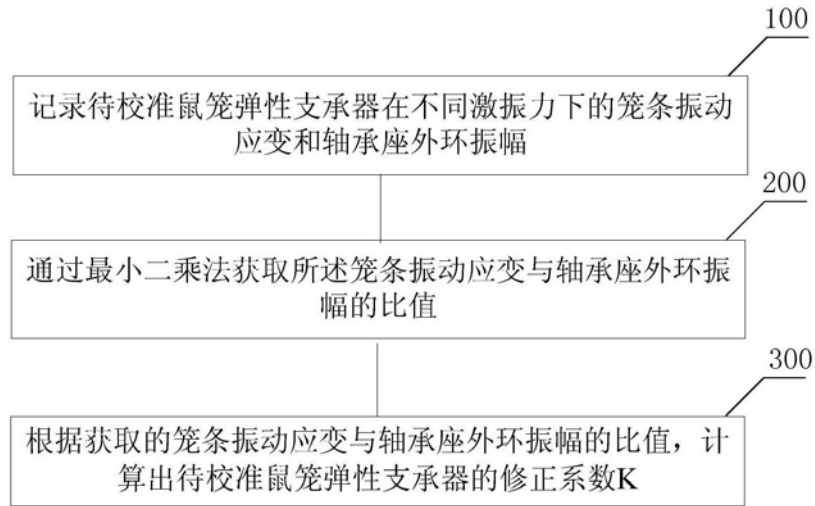 100
记录待校准鼠笼弹性支承器在不同激振力下的笼条振动
应变和轴承座外环振幅
200
通过最小二乘法获取所述笼条振动应变与轴承座外环振
幅的比值
300
根据获取的笼条振动应变与轴承座外环振幅的比值，计
算出待校准鼠笼弹性支承器的修正系数K